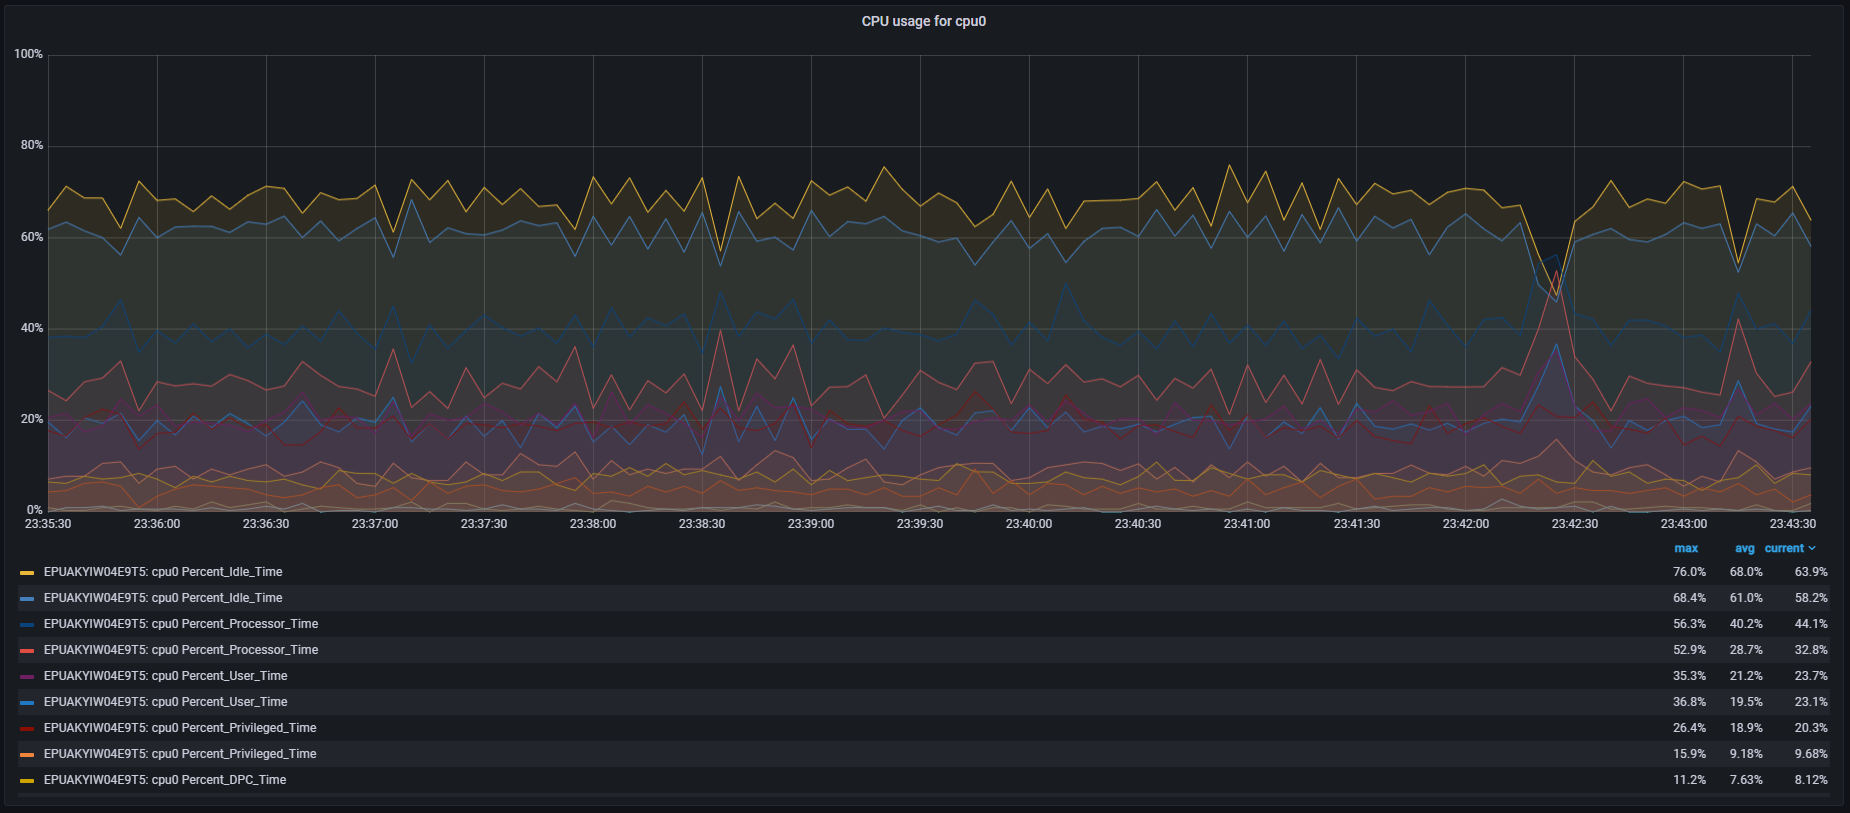 CPU usage for cpu0
100%
80%
60%
40%
20%
0%
23:35:30 23:36:00 23:36:30 23:37:00 23:37:30 23:38:00 23:38:30 23:39:00 23:39:30 23:40:00 23:40:30 23:41:00 23:41:30 23:42:00 23:42:30 23:43:00 23:43:30
max avg current
EPUAKYIW04E9T5: cpu0 Percent_Idle_Time 76.0% 68.0% 63.9%
EPUAKYIW04E9T5: cpu0 Percent_Idle_Time 68.4% 61.0% 58.2%
EPUAKYIW04E9T5: cpu0 Percent_Processor_Time 56.3% 40.2% 44.1%
EPUAKYIW04E9T5: cpu0 Percent_Processor_Time 52.9% 28.7% 32.8%
EPUAKYIW04E9T5: cpu0 Percent_User_Time 35.3% 21.2% 23.7%
EPUAKYIW04E9T5: cpu0 Percent_User_Time 36.8% 19.5% 23.1%
EPUAKYIW04E9T5: cpu0 Percent_Privileged_Time 26.4% 18.9% 20.3%
EPUAKYIW04E9T5: cpu0 Percent_Privileged_Time 15.9% 9.18% 9.68%
EPUAKYIW04E9T5: cpu0 Percent_DPC_Time 11.2% 7.63% 8.12%